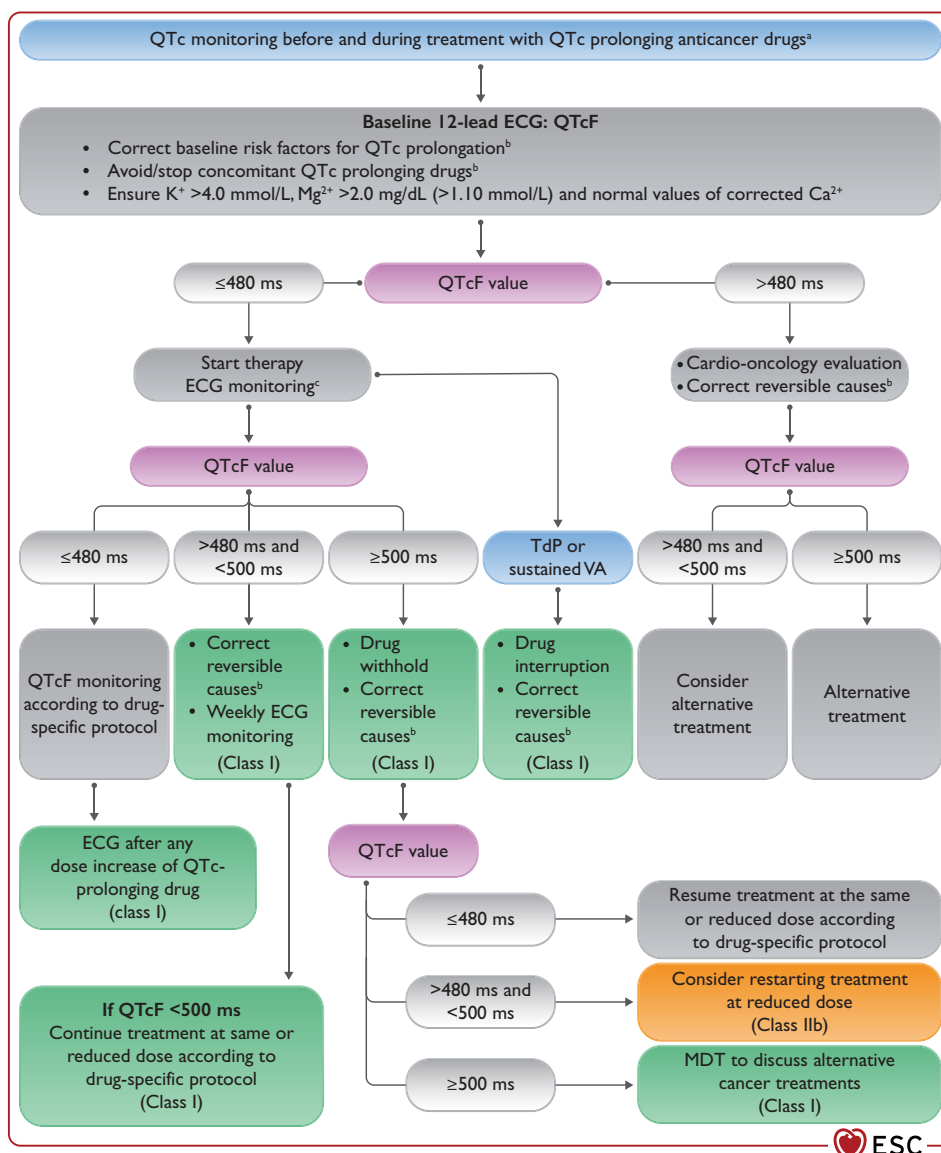 QTc monitoring before and during treatment with QTc prolonging anticancer drugsᵃ
Baseline 12-lead ECG: QTcF
• Correct baseline risk factors for QTc prolongationᵇ
• Avoid/stop concomitant QTc prolonging drugsᵇ
• Ensure K⁺ >4.0 mmol/L, Mg²⁺ >2.0 mg/dL (>1.10 mmol/L) and normal values of corrected Ca²⁺
≤480 ms
QTcF value
>480 ms
Start therapy
ECG monitoringᶜ
• Cardio-oncology evaluation
• Correct reversible causesᵇ
QTcF value
QTcF value
≤480 ms
>480 ms and
<500 ms
≥500 ms
TdP or
sustained VA
>480 ms and
<500 ms
≥500 ms
QTcF monitoring
according to drug-
specific protocol
• Correct
reversible
causesᵇ
• Weekly ECG
monitoring
(Class I)
• Drug
withhold
• Correct
reversible
causesᵇ
(Class I)
• Drug
interruption
• Correct
reversible
causesᵇ
(Class I)
Consider
alternative
treatment
Alternative
treatment
ECG after any
dose increase of QTc-
prolonging drug
(class I)
QTcF value
≤480 ms
Resume treatment at the same
or reduced dose according
to drug-specific protocol
>480 ms and
<500 ms
Consider restarting treatment
at reduced dose
(Class IIb)
If QTcF <500 ms
Continue treatment at same or
reduced dose according to
drug-specific protocol
(Class I)
≥500 ms
MDT to discuss alternative
cancer treatments
(Class I)
ESC